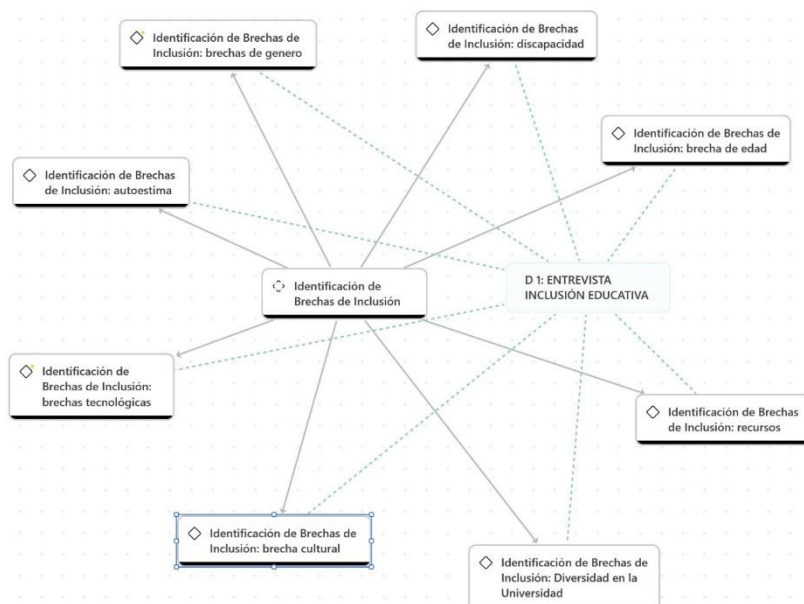 Identificación de Brechas de
Inclusión: brechas de genero
Identificación de Brechas
de Inclusión: discapacidad
Identificación de Brechas de
Inclusión: brecha de edad
Identificación de Brechas
de Inclusión: autoestima
Identificación de
Brechas de Inclusión
D 1: ENTREVISTA
INCLUSIÓN EDUCATIVA
Identificación de
Brechas de Inclusión:
brechas tecnológicas
Identificación de Brechas
de Inclusión: recursos
Identificación de Brechas de
Inclusión: brecha cultural
Identificación de Brechas de
Inclusión: Diversidad en la
Universidad